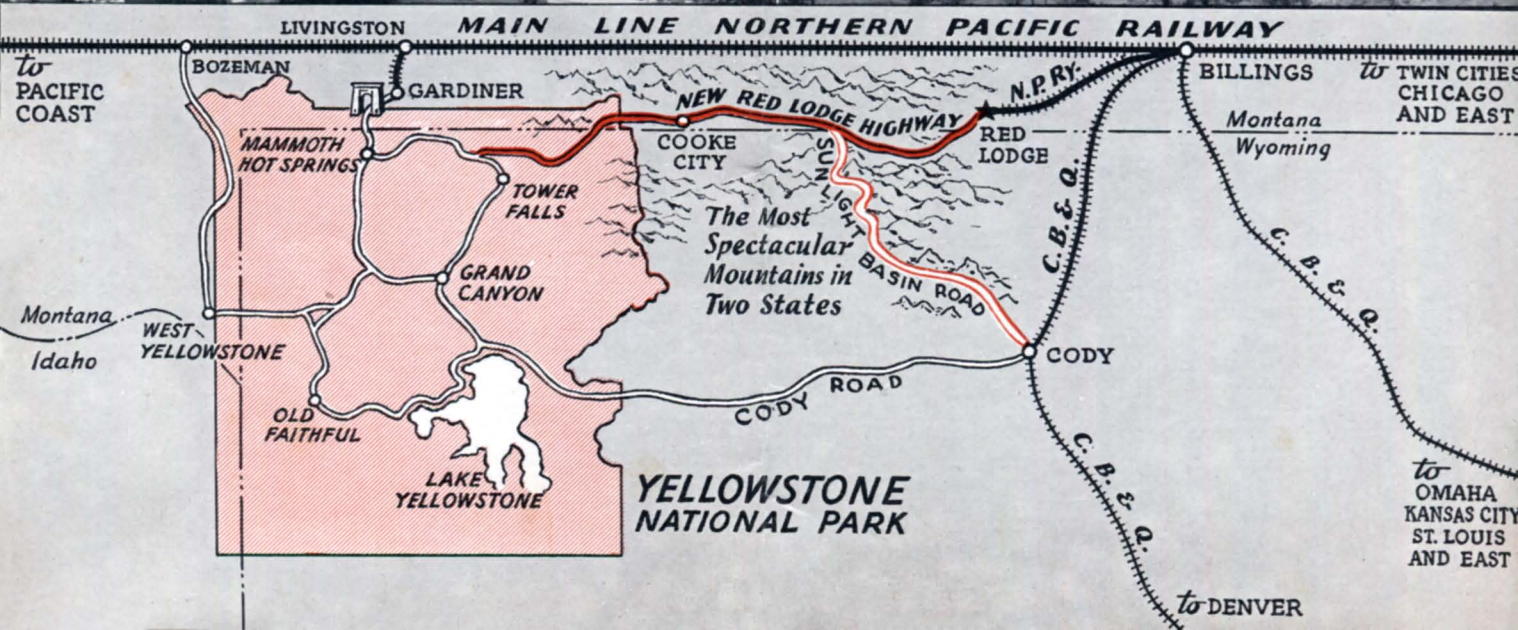 LIVINGSTON
MAIN LINE NORTHERN PACIFIC RAILWAY
to
PACIFIC
COAST
BOZEMAN
GARDINER
N.P. RY.
BILLINGS
to TWIN CITIES
CHICAGO
AND EAST
NEW RED LODGE HIGHWAY
RED
LODGE
Montana
Wyoming
MAMMOTH
HOT SPRINGS
COOKE
CITY
TOWER
FALLS
SUNLIGHT BASIN ROAD
The Most
Spectacular
Mountains in
Two States
C. B. & Q.
C. B. & Q.
GRAND
CANYON
Montana
Idaho
WEST
YELLOWSTONE
CODY
CODY ROAD
OLD
FAITHFUL
LAKE
YELLOWSTONE
YELLOWSTONE
NATIONAL PARK
C. B. & Q.
to
OMAHA
KANSAS CITY
ST. LOUIS
AND EAST
to DENVER